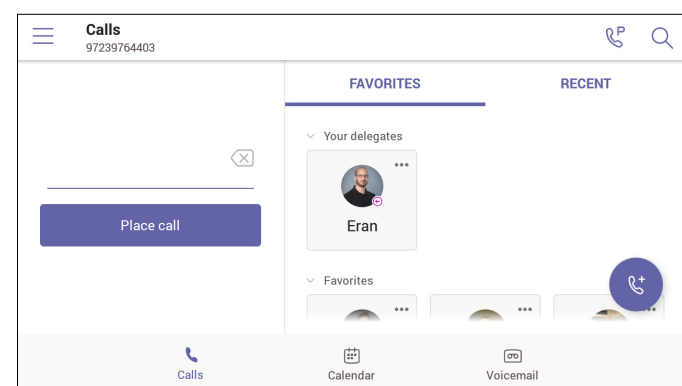 Calls
97239764403
P
FAVORITES
RECENT
Your delegates
Place call
Eran
Favorites
Calls
Calendar
Voicemail